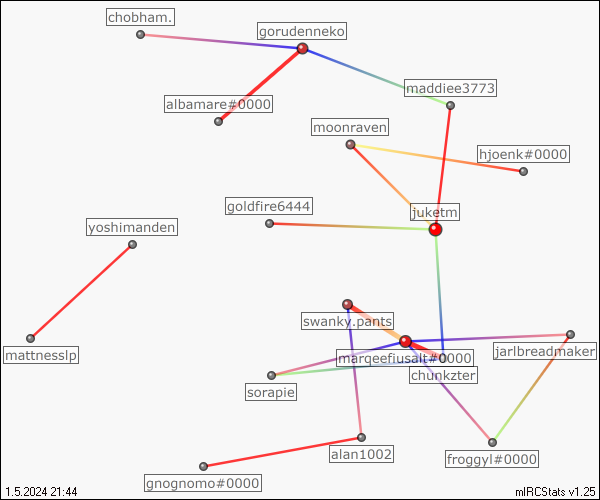 chobham.
gorudenneko
maddiee3773
albamare#0000
moonraven
hjoenk#0000
goldfire6444
juketm
yoshimanden
swanky.pants
mattnesslp
marqeefiusalt#0000
jarlbreadmaker
chunkzter
sorapie
alan1002
froggyl#0000
gnognomo#0000
1.5.2024 21:44
mIRCStats v1.25